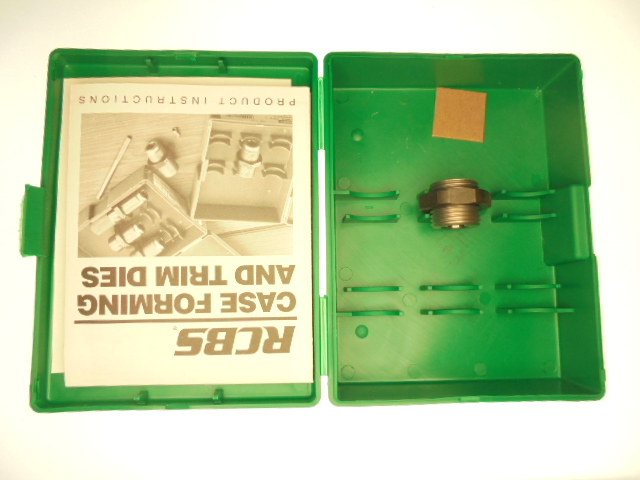 RCBS®
CASE FORMING
AND TRIM DIES
PRODUCT INSTRUCTIONS